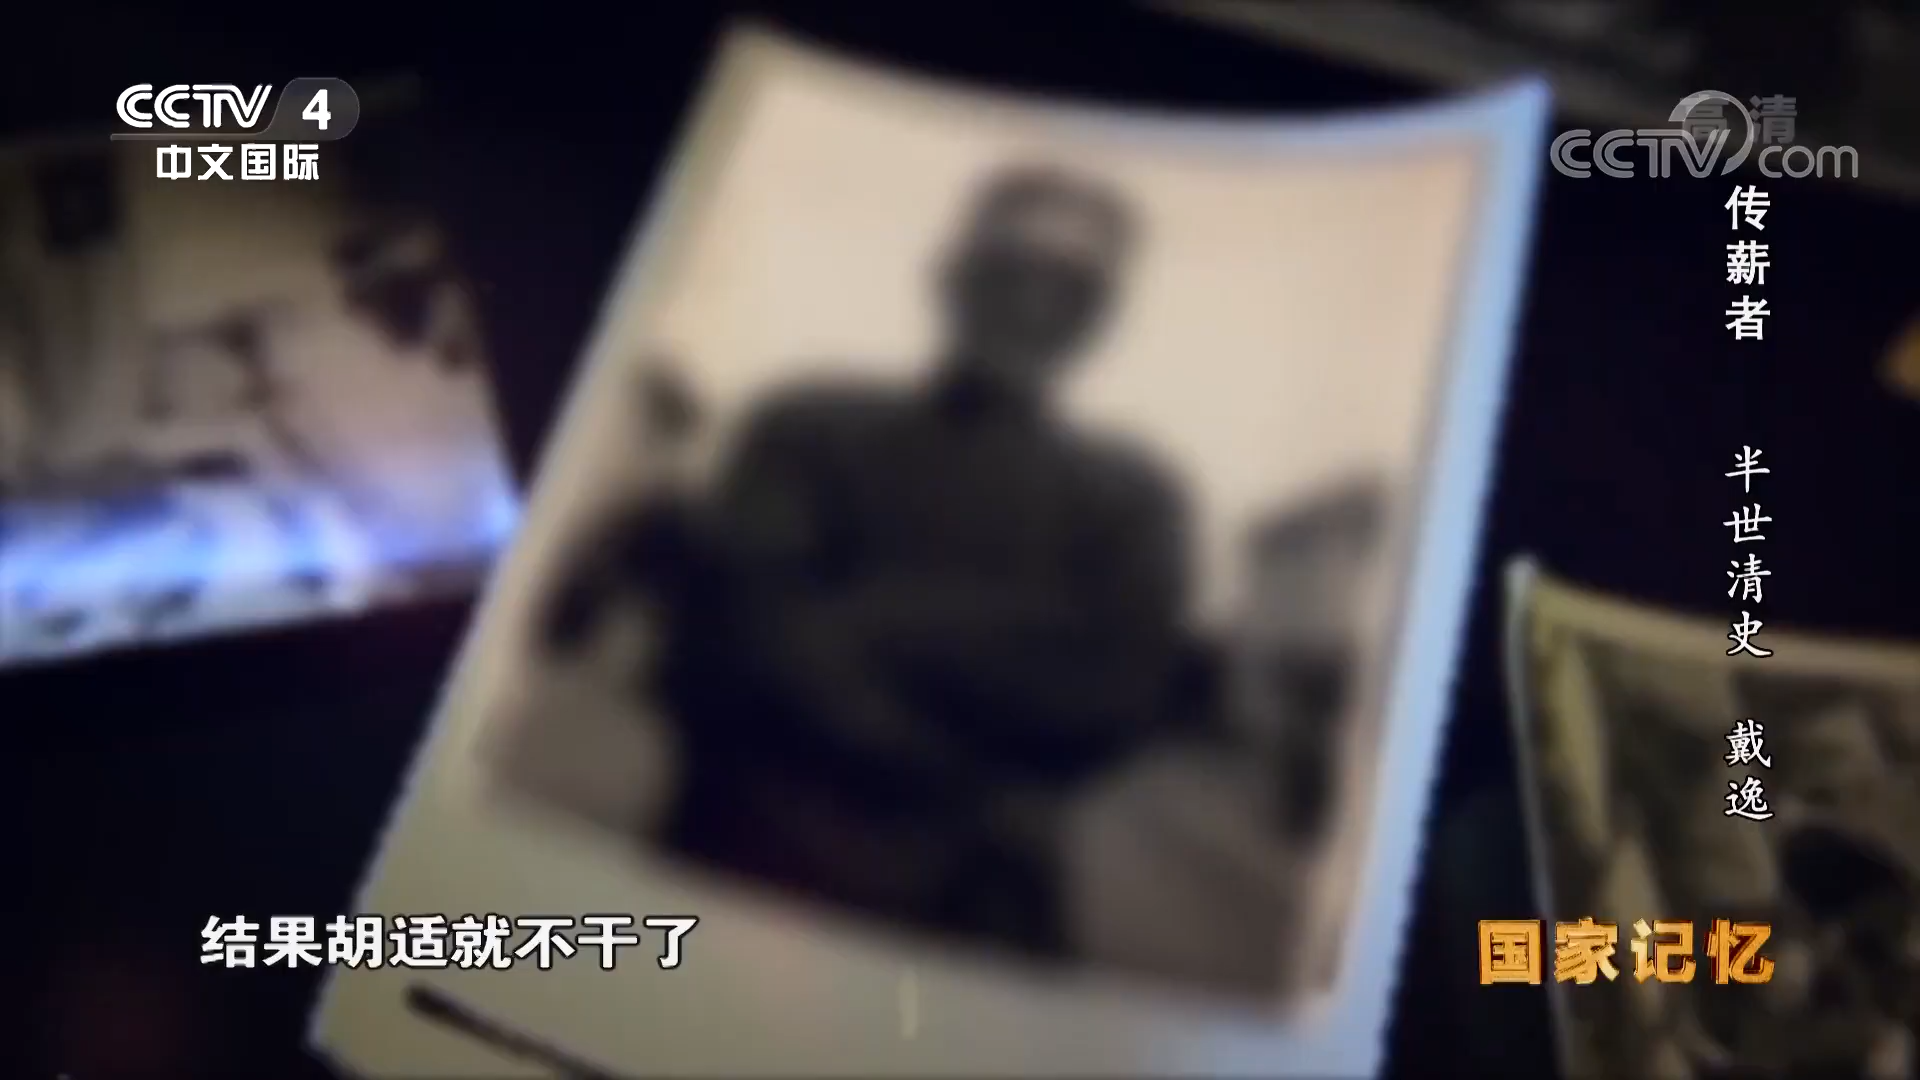 CCTV 4
中文国际
高清
CCTV.com
传薪者 半世清史 戴逸
结果胡适就不干了
国家记忆